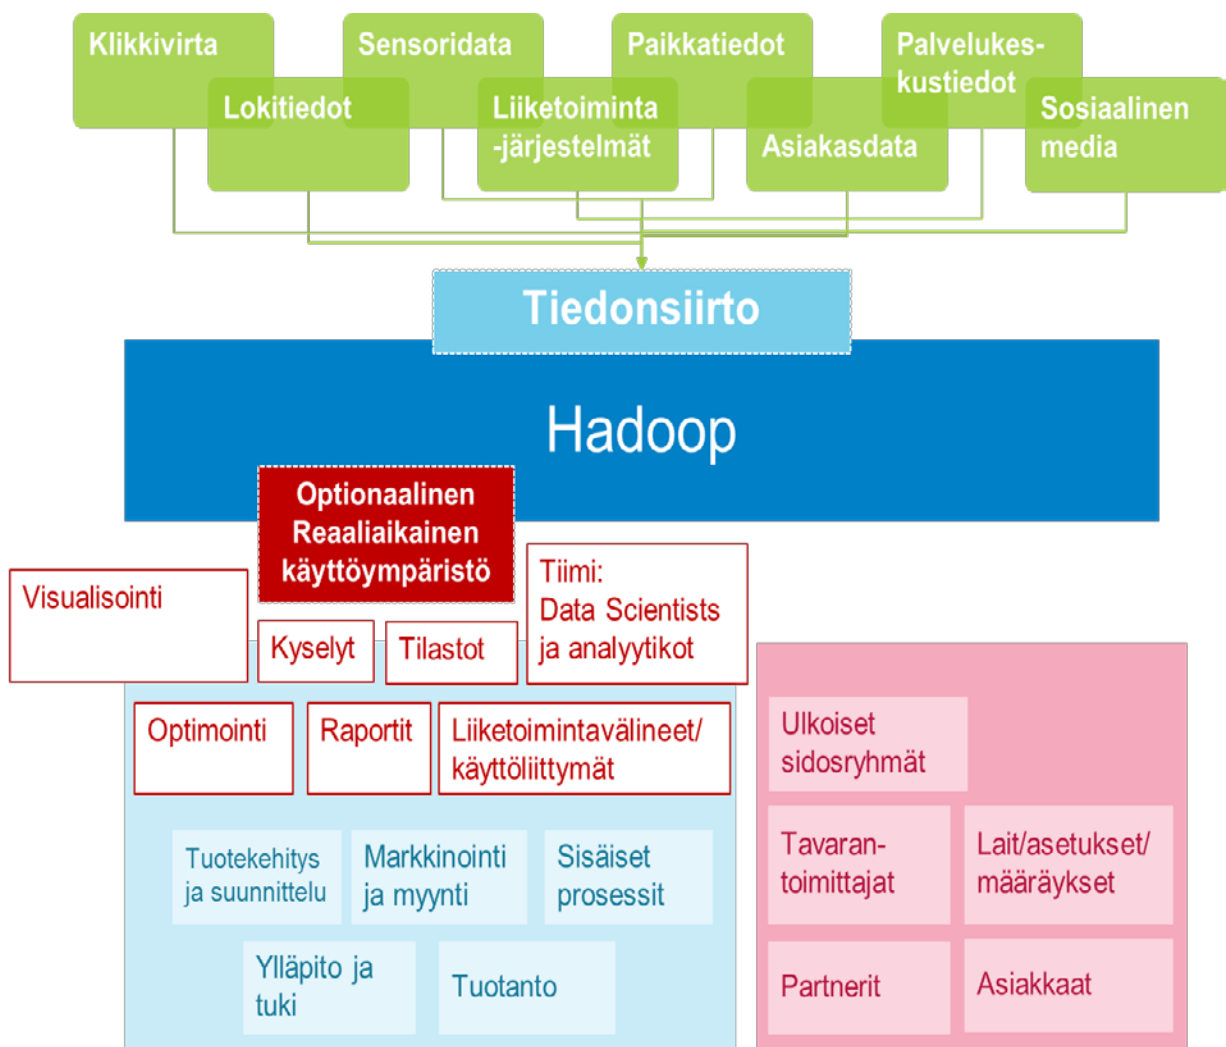 Klikkivirta
Sensoridata
Paikkatiedot
Palvelukes-
kustiedot
Lokitiedot
Liiketoiminta
-järjestelmät
Asiakasdata
Sosiaalinen
media
Tiedonsiirto
Hadoop
Optionaalinen
Reaaliaikainen
käyttöympäristö
Visualisointi
Kyselyt
Tilastot
Tiimi:
Data Scientists
ja analyytikot
Optimointi
Raportit
Liiketoimintavälineet/
käyttöliittymät
Tuotekehitys
ja suunnittelu
Markkinointi
ja myynti
Sisäiset
prosessit
Ylläpito ja
tuki
Tuotanto
Ulkoiset
sidosryhmät
Tavaran-
toimittajat
Lait/asetukset/
määräykset
Partnerit
Asiakkaat